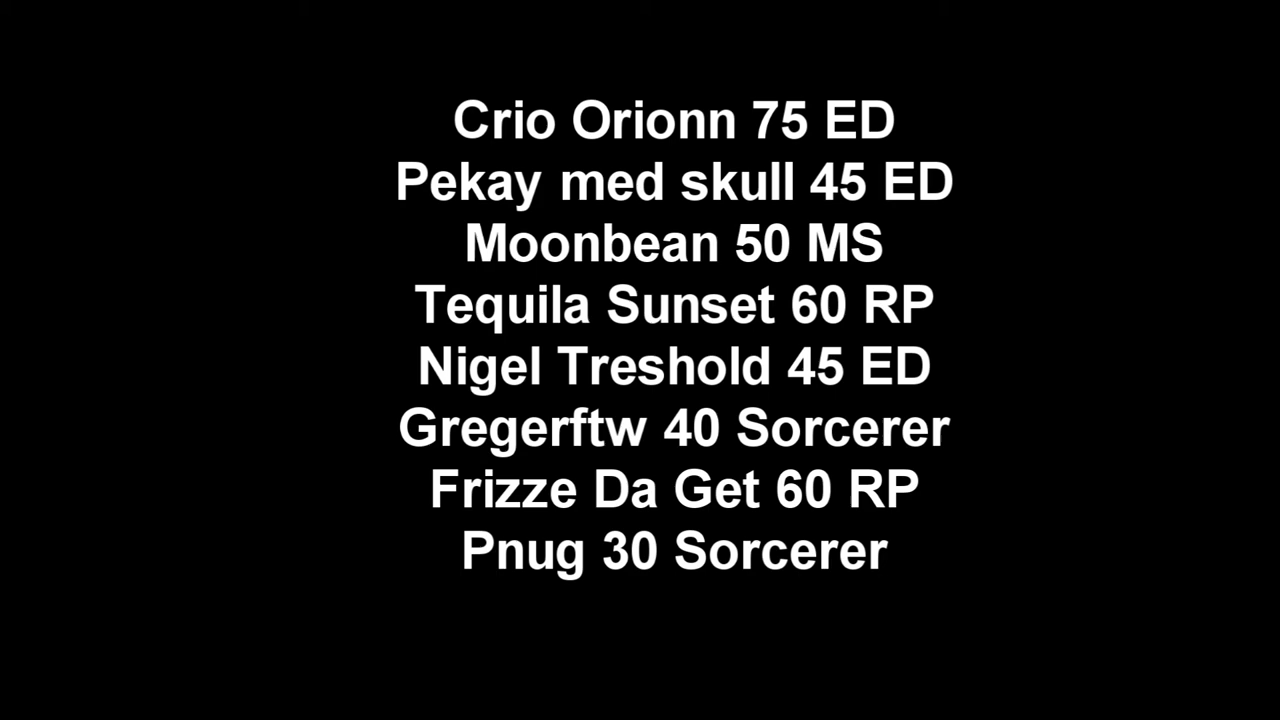 Crio Orionn 75 ED
Pekay med skull 45 ED
Moonbean 50 MS
Tequila Sunset 60 RP
Nigel Treshold 45 ED
Gregerftw 40 Sorcerer
Frizze Da Get 60 RP
Pnug 30 Sorcerer